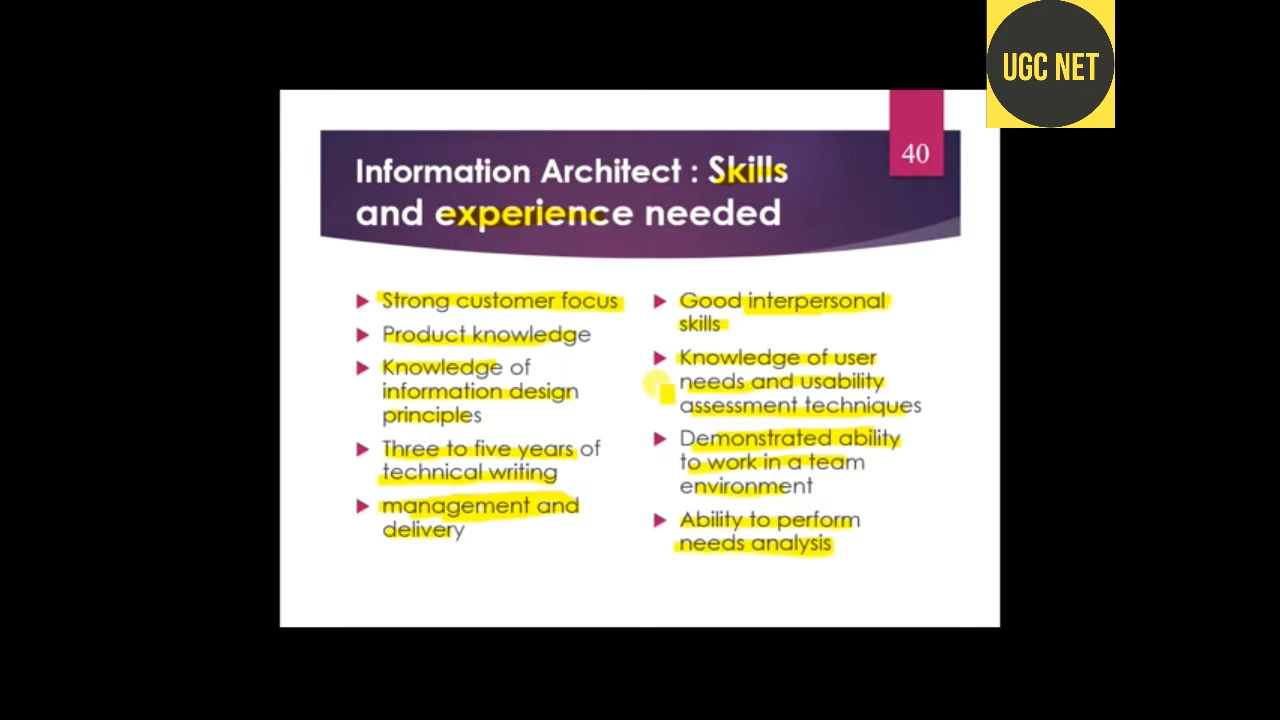 UGC NET
40
Information Architect : Skills
and experience needed
Strong customer focus
Product knowledge
Knowledge of
information design
principles
Three to five years of
technical writing
management and
delivery
Good interpersonal
skills
Knowledge of user
needs and usability
assessment techniques
Demonstrated ability
to work in a team
environment
Ability to perform
needs analysis